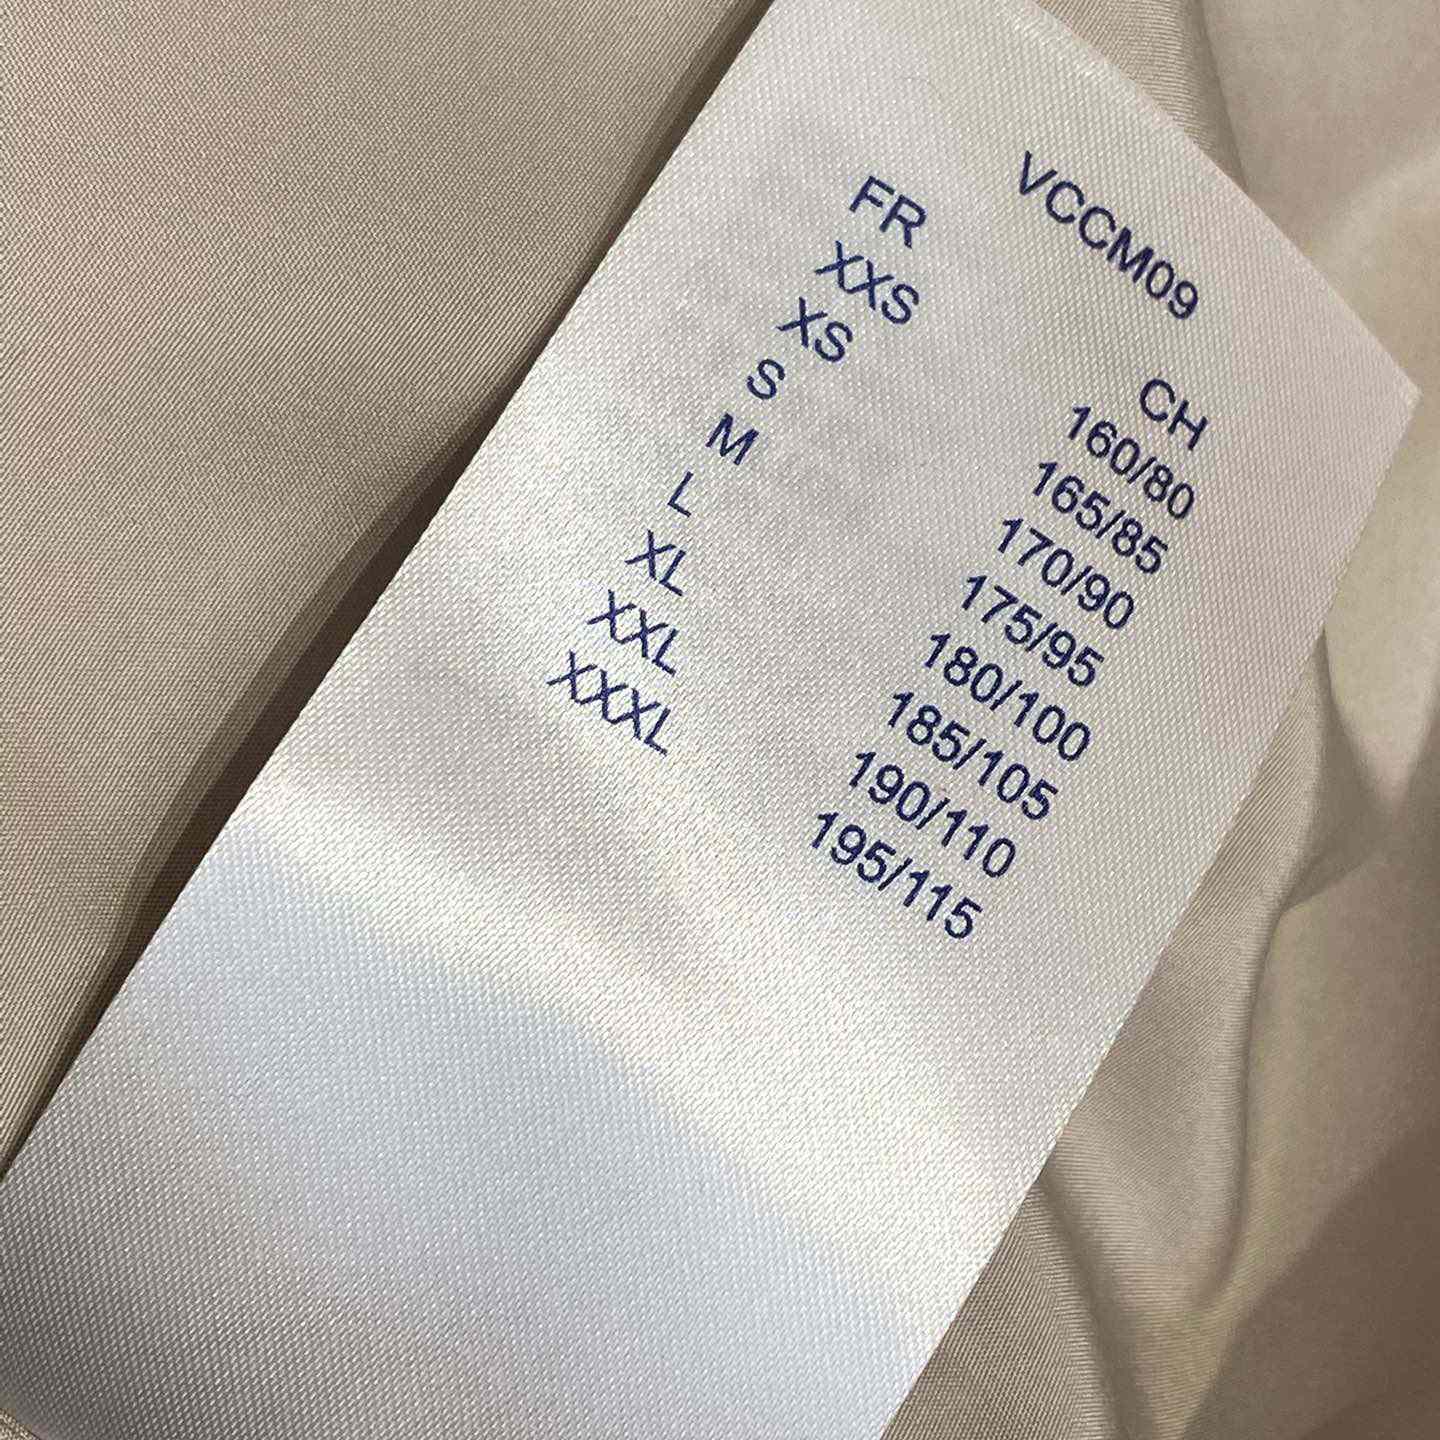 VCCM09
FR CH
XXS 160/80
XS 165/85
S 170/90
M 175/95
L 180/100
XL 185/105
XXL 190/110
XXXL 195/115